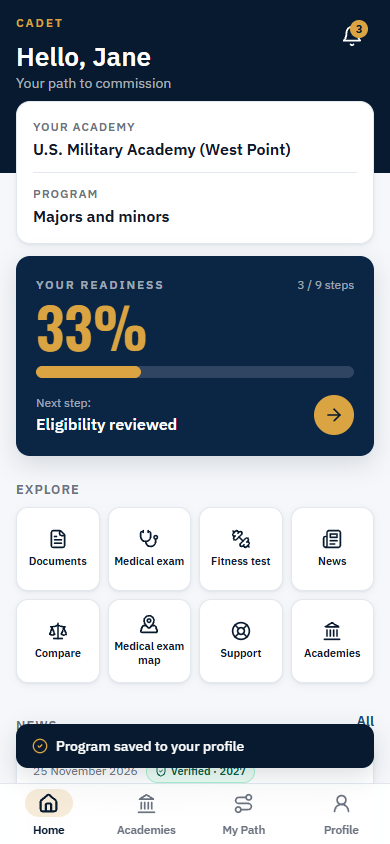 CADET
3
Hello, Jane
Your path to commission
YOUR ACADEMY
U.S. Military Academy (West Point)
PROGRAM
Majors and minors
YOUR READINESS
3 / 9 steps
33%
Next step:
Eligibility reviewed
EXPLORE
Documents
Medical exam
Fitness test
News
Compare
Medical exam
map
Support
Academies
NEWS
All
Program saved to your profile
25 November 2026
Verified · 2027
Home
Academies
My Path
Profile